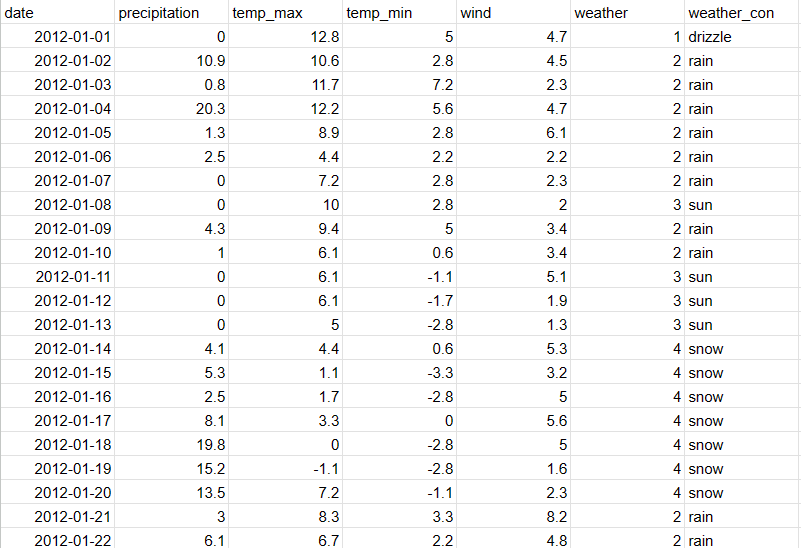 date precipitation temp_max temp_min wind weather weather_con
2012-01-01 0 12.8 5 4.7 1 drizzle
2012-01-02 10.9 10.6 2.8 4.5 2 rain
2012-01-03 0.8 11.7 7.2 2.3 2 rain
2012-01-04 20.3 12.2 5.6 4.7 2 rain
2012-01-05 1.3 8.9 2.8 6.1 2 rain
2012-01-06 2.5 4.4 2.2 2.2 2 rain
2012-01-07 0 7.2 2.8 2.3 2 rain
2012-01-08 0 10 2.8 2 3 sun
2012-01-09 4.3 9.4 5 3.4 2 rain
2012-01-10 1 6.1 0.6 3.4 2 rain
2012-01-11 0 6.1 -1.1 5.1 3 sun
2012-01-12 0 6.1 -1.7 1.9 3 sun
2012-01-13 0 5 -2.8 1.3 3 sun
2012-01-14 4.1 4.4 0.6 5.3 4 snow
2012-01-15 5.3 1.1 -3.3 3.2 4 snow
2012-01-16 2.5 1.7 -2.8 5 4 snow
2012-01-17 8.1 3.3 0 5.6 4 snow
2012-01-18 19.8 0 -2.8 5 4 snow
2012-01-19 15.2 -1.1 -2.8 1.6 4 snow
2012-01-20 13.5 7.2 -1.1 2.3 4 snow
2012-01-21 3 8.3 3.3 8.2 2 rain
2012-01-22 6.1 6.7 2.2 4.8 2 rain